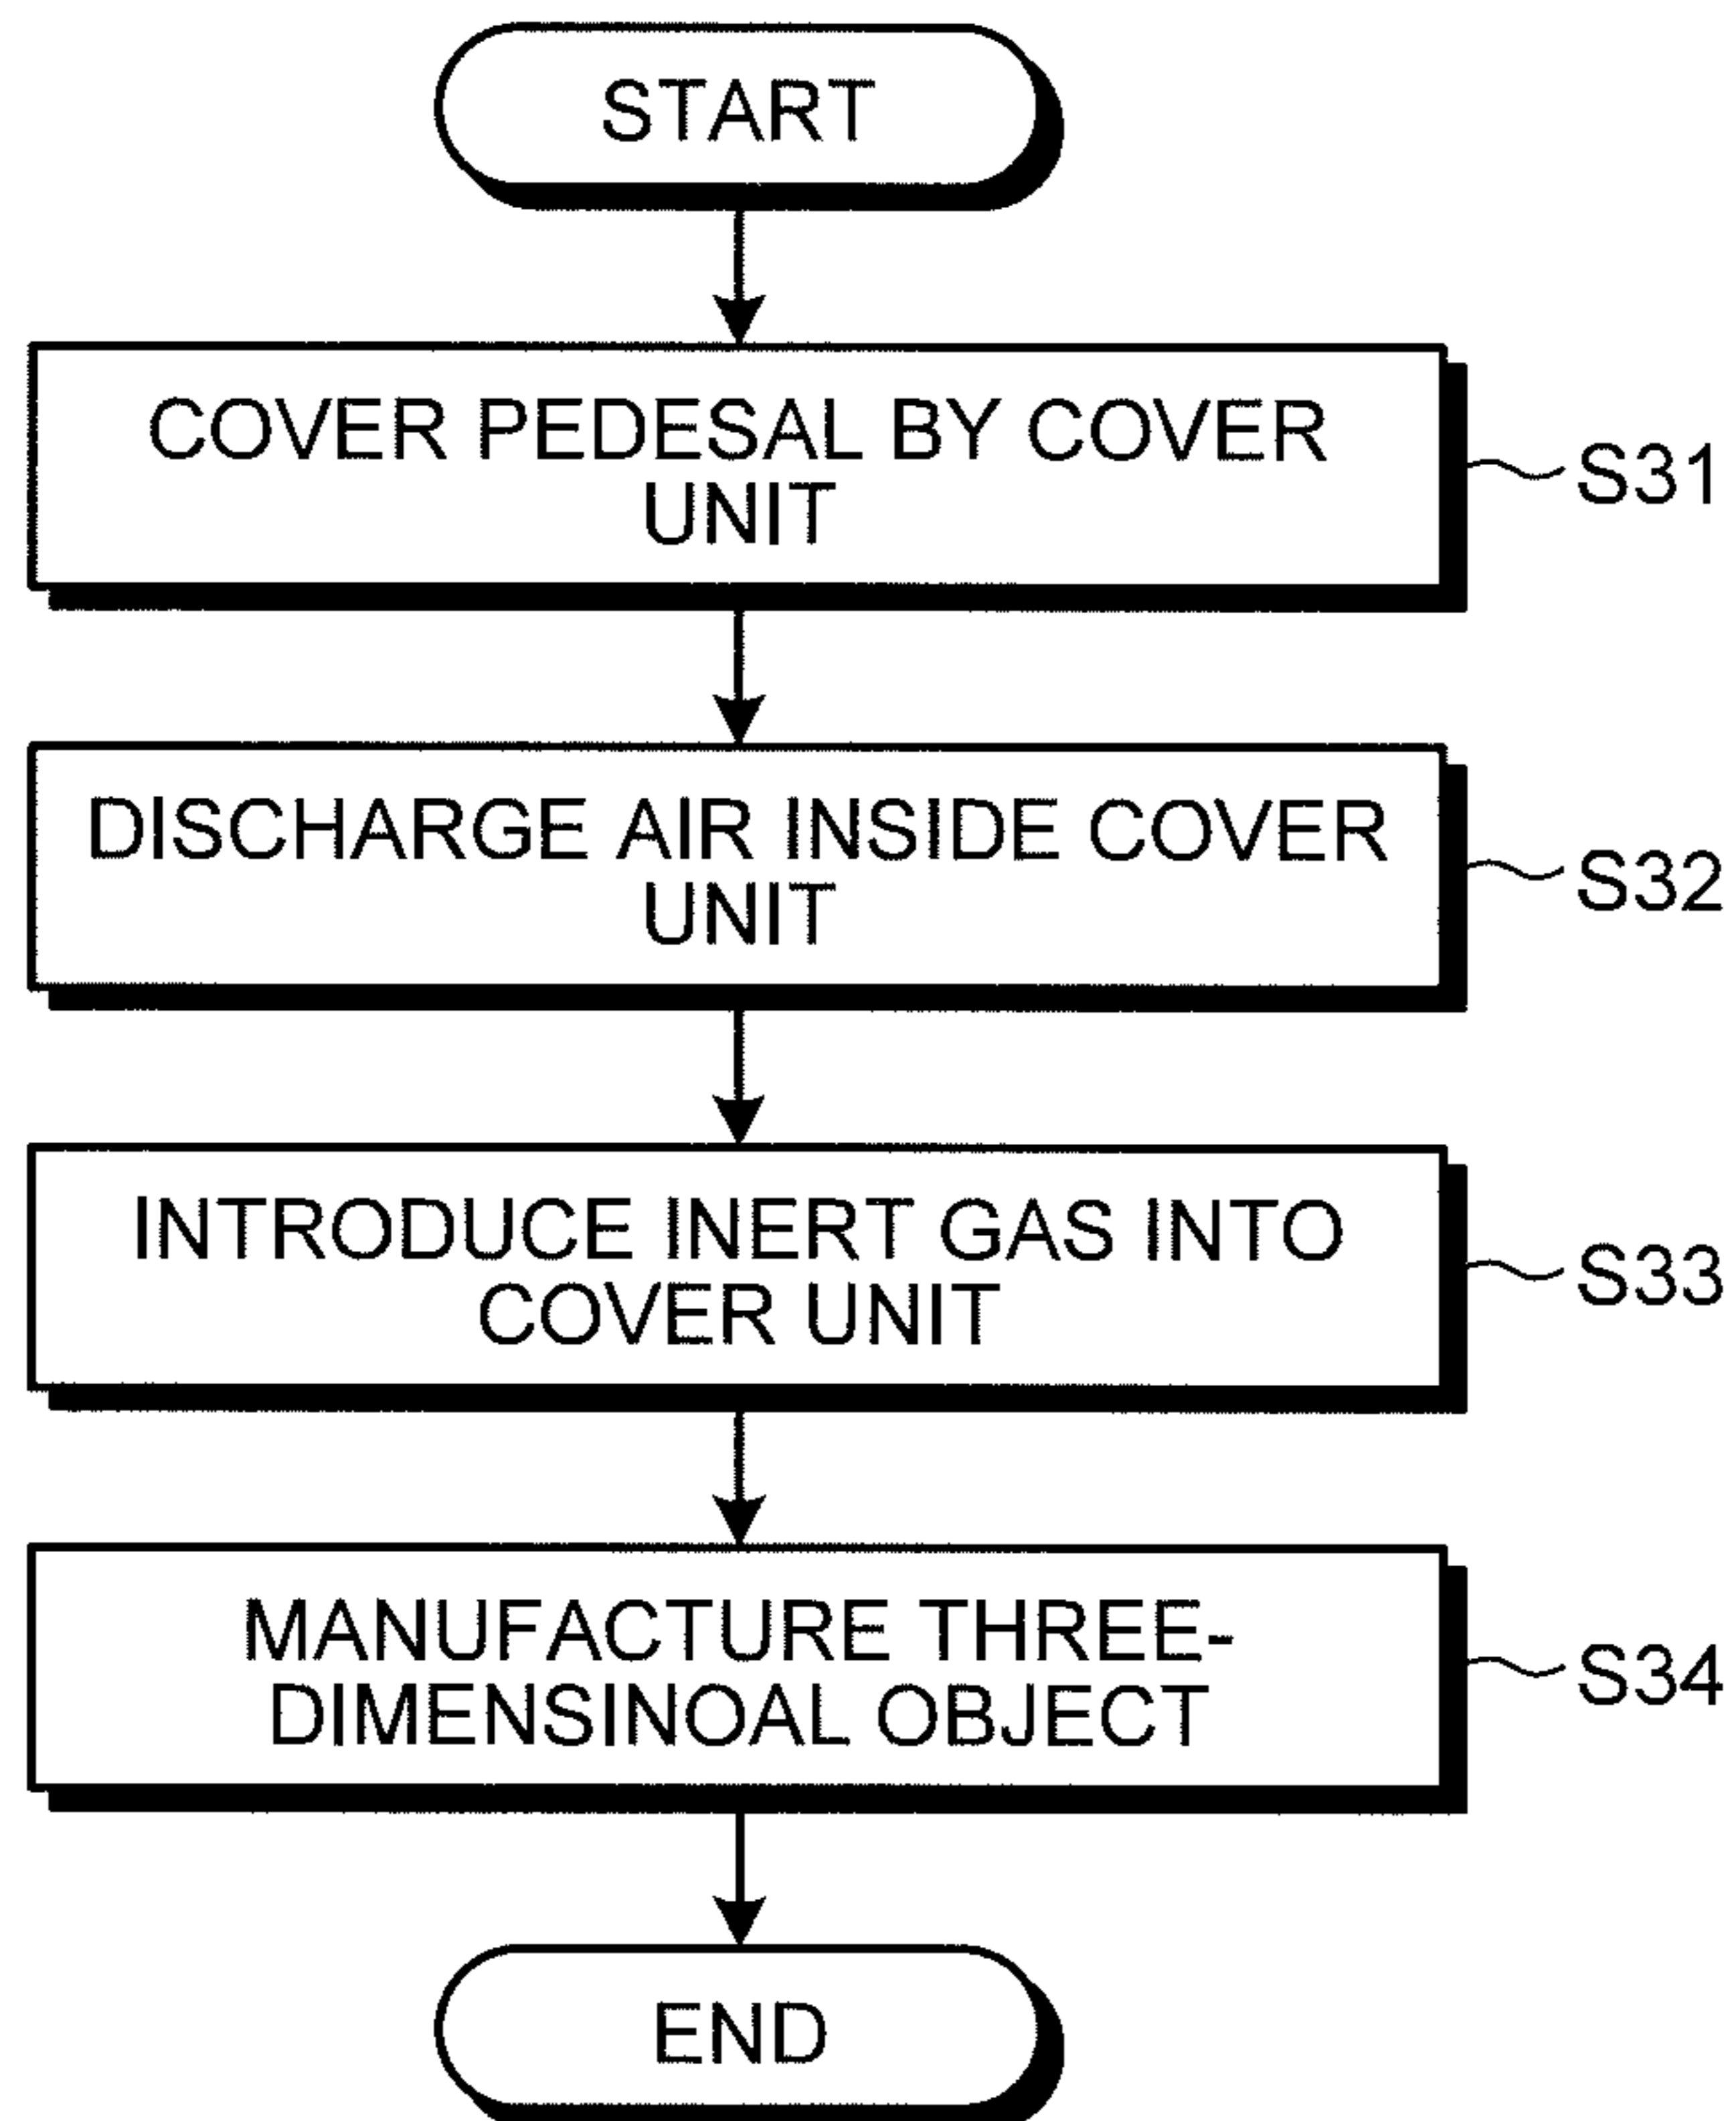 START
COVER PEDESAL BY COVER
UNIT
S31
DISCHARGE AIR INSIDE COVER
UNIT
S32
INTRODUCE INERT GAS INTO
COVER UNIT
S33
MANUFACTURE THREE-
DIMENSINOAL OBJECT
S34
END